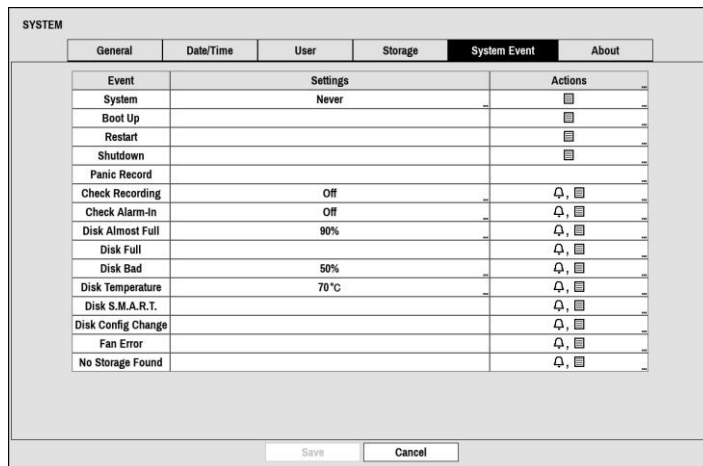 SYSTEM
General Date/Time User Storage System Event About
Event Settings Actions ...
System Never ... ...
Boot Up ...
Restart ...
Shutdown ...
Panic Record ...
Check Recording Off ... , ...
Check Alarm-In Off ... , ...
Disk Almost Full 90% ... , ...
Disk Full , ...
Disk Bad 50% ... , ...
Disk Temperature 70°C ... , ...
Disk S.M.A.R.T. , ...
Disk Config Change , ...
Fan Error , ...
No Storage Found , ...
Save Cancel